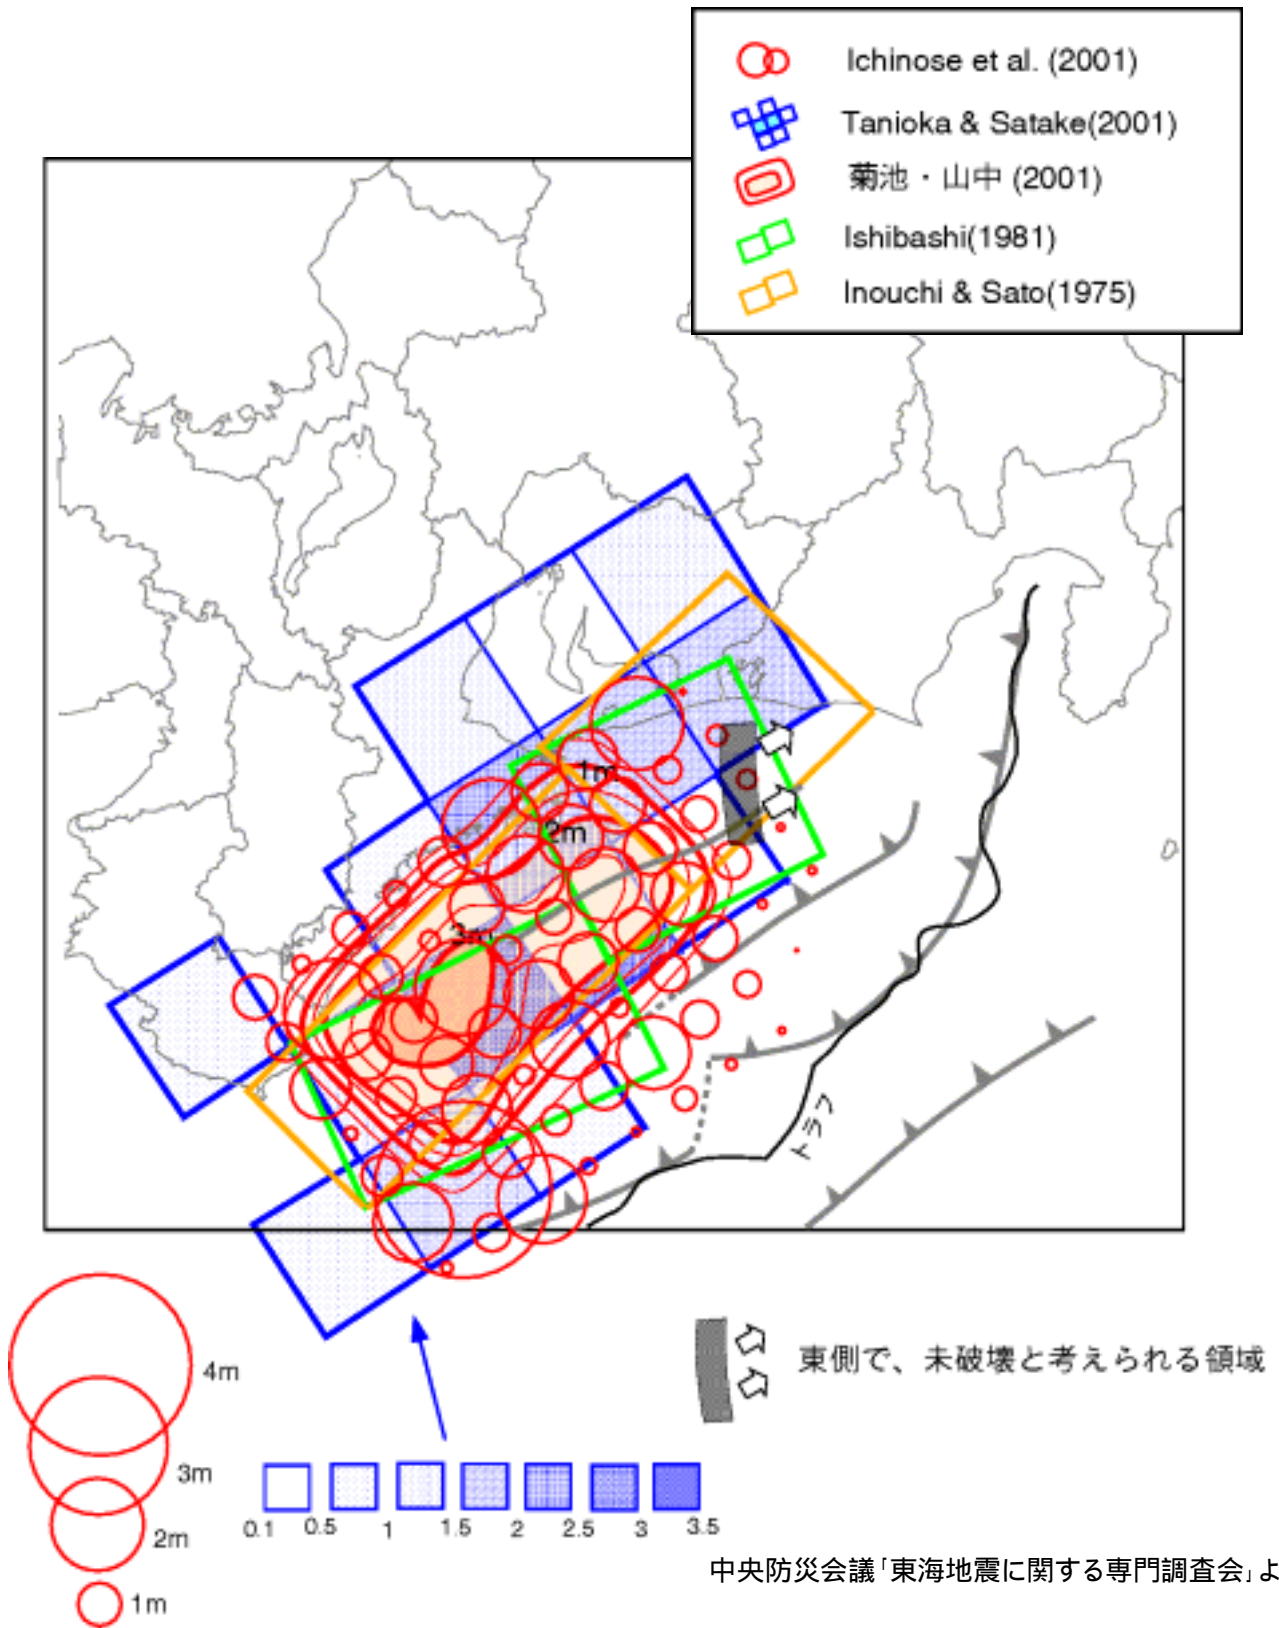 Ichinose et al. (2001)
Tanioka & Satake(2001)
菊池・山中 (2001)
Ishibashi(1981)
Inouchi & Sato(1975)
1m
2m
3m
トラフ
4m
3m
2m
1m
東側で、未破壊と考えられる領域
0.1 0.5 1 1.5 2 2.5 3 3.5
中央防災会議｢東海地震に関する専門調査会｣よ